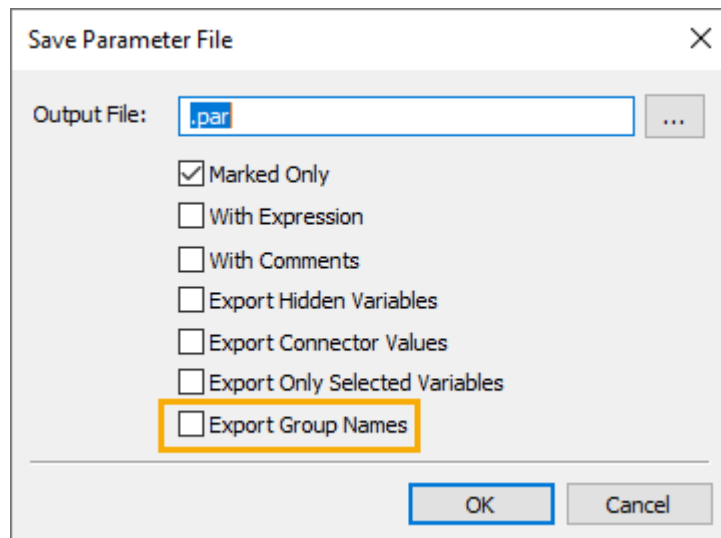 Save Parameter File
Output File: .par ...
Marked Only
With Expression
With Comments
Export Hidden Variables
Export Connector Values
Export Only Selected Variables
Export Group Names
OK Cancel